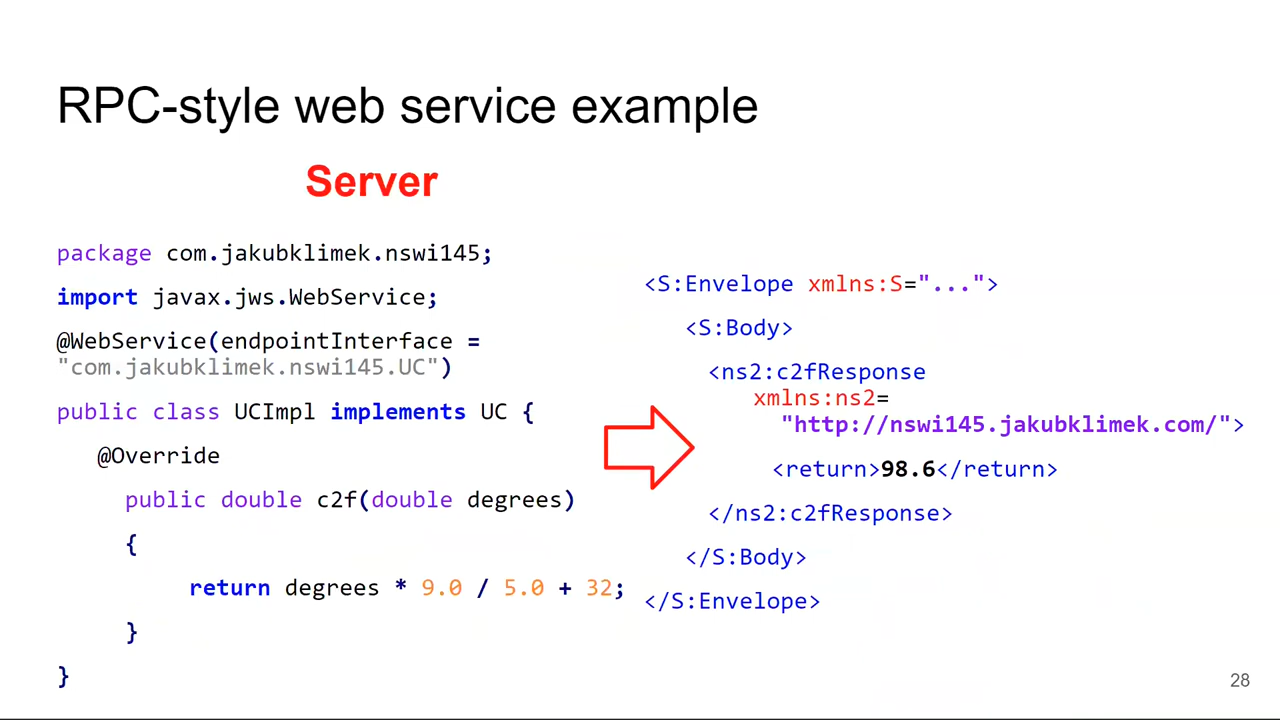 RPC-style web service example
Server
package com.jakubklimek.nswi145;
import javax.jws.WebService;
@WebService(endpointInterface =
"com.jakubklimek.nswi145.UC")
public class UCImpl implements UC {
@Override
public double c2f(double degrees)
{
return degrees * 9.0 / 5.0 + 32;
}
}
<S:Envelope xmlns:S="...">
<S:Body>
<ns2:c2fResponse
xmlns:ns2=
"http://nswi145.jakubklimek.com/">
<return>98.6</return>
</ns2:c2fResponse>
</S:Body>
</S:Envelope>
28